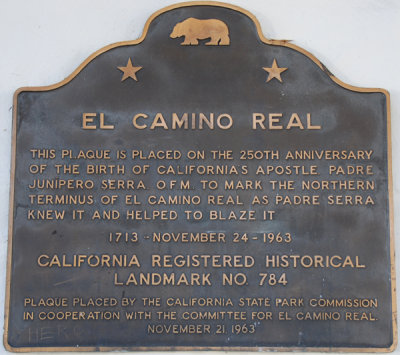 EL CAMINO REAL
THIS PLAQUE IS PLACED ON THE 250TH ANNIVERSARY
OF THE BIRTH OF CALIFORNIA'S APOSTLE, PADRE
JUNIPERO SERRA, O.F.M. TO MARK THE NORTHERN
TERMINUS OF EL CAMINO REAL AS PADRE SERRA
KNEW IT AND HELPED TO BLAZE IT
1713 - NOVEMBER 24 - 1963
CALIFORNIA REGISTERED HISTORICAL
LANDMARK NO. 784
PLAQUE PLACED BY THE CALIFORNIA STATE PARK COMMISSION
IN COOPERATION WITH THE COMMITTEE FOR EL CAMINO REAL.
NOVEMBER 21, 1963